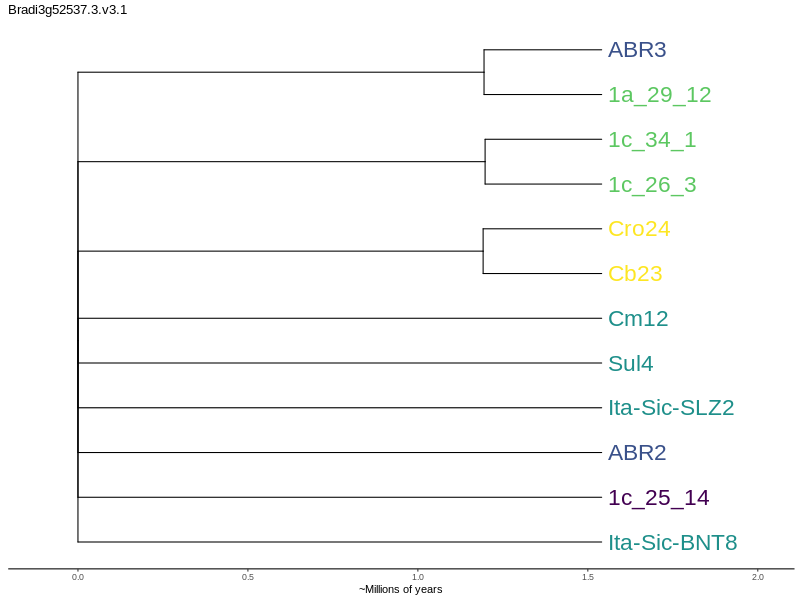 Bradi3g52537.3.v3.1
ABR3
1a_29_12
1c_34_1
1c_26_3
Cro24
Cb23
Cm12
Sul4
Ita-Sic-SLZ2
ABR2
1c_25_14
Ita-Sic-BNT8
0.0 0.5 1.0 1.5 2.0
~Millions of years